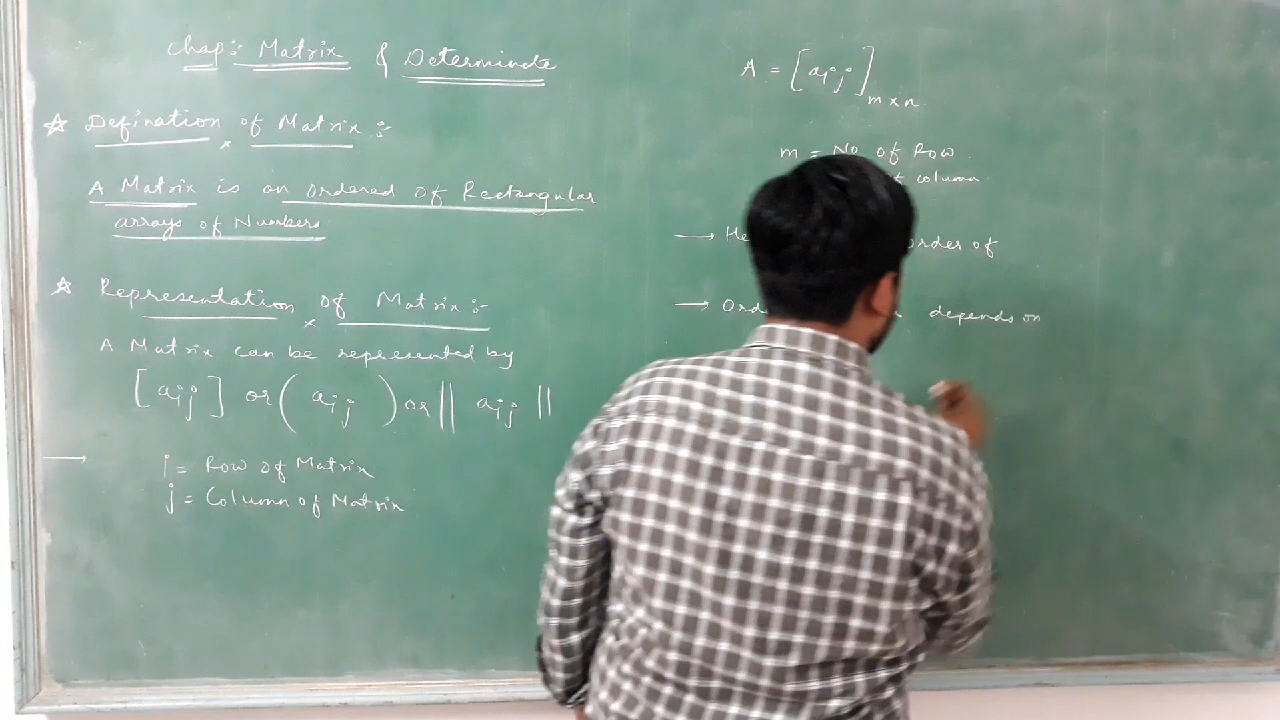 Chap:- Matrix & Determinate
☆ Defination of Matrix :-
A Matrix is an ordered of Rectangular
arrays of Numbers
☆ Representation of Matrix :-
A Matrix can be represented by
[aij] or (aij) or || aij ||
→ i = Row of Matrix
j = Column of Matrix
A = [aij]m×n
m = No of Row
column
→ order of
→ depends on